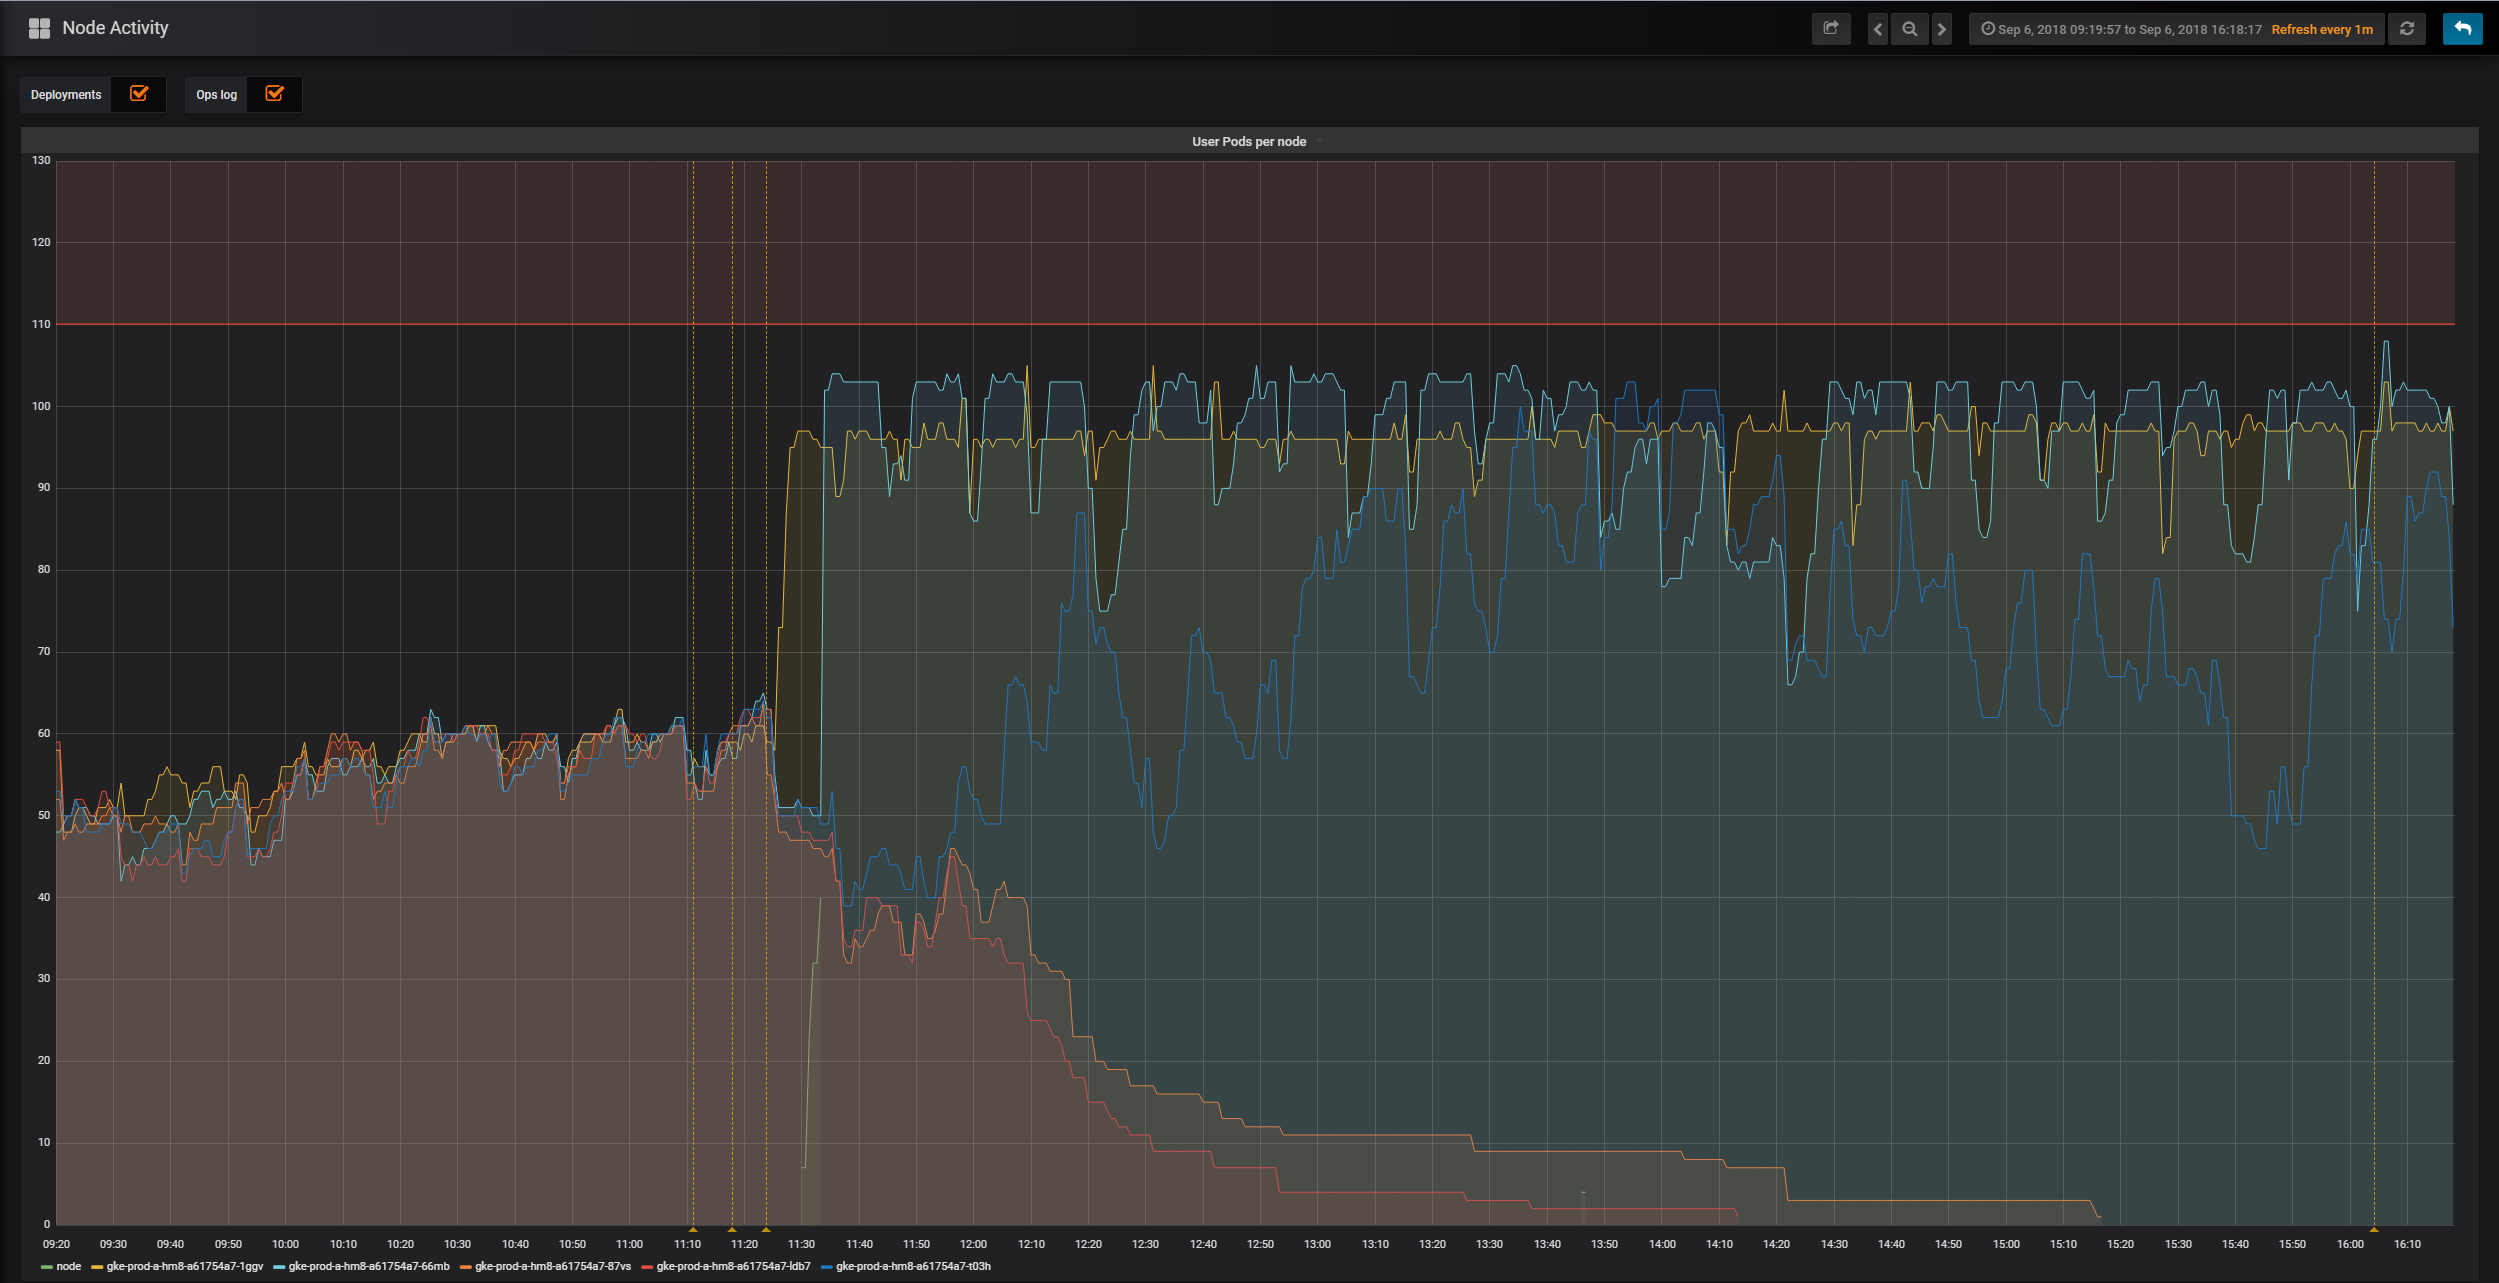 Node Activity
Sep 6, 2018 09:19:57 to Sep 6, 2018 16:18:17 Refresh every 1m
Deployments Ops log
User Pods per node
130
120
110
100
90
80
70
60
50
40
30
20
10
0
09:20 09:30 09:40 09:50 10:00 10:10 10:20 10:30 10:40 10:50 11:00 11:10 11:20 11:30 11:40 11:50 12:00 12:10 12:20 12:30 12:40 12:50 13:00 13:10 13:20 13:30 13:40 13:50 14:00 14:10 14:20 14:30 14:40 14:50 15:00 15:10 15:20 15:30 15:40 15:50 16:00 16:10
node gke-prod-a-hm8-a61754a7-1ggv gke-prod-a-hm8-a61754a7-66mb gke-prod-a-hm8-a61754a7-87vs gke-prod-a-hm8-a61754a7-ldb7 gke-prod-a-hm8-a61754a7-t03h